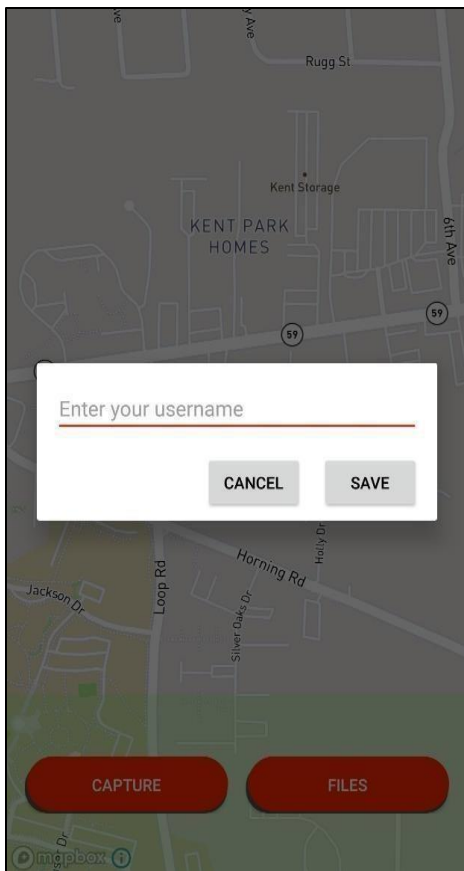 Ave
y Ave
Rugg St
Kent Storage
KENT PARK
HOMES
6th Ave
59
59
Enter your username
CANCEL
SAVE
Horning Rd
Holly Dr
Loop Rd
Jackson Dr
Silver Oaks Dr
CAPTURE
FILES
Dr
mapbox